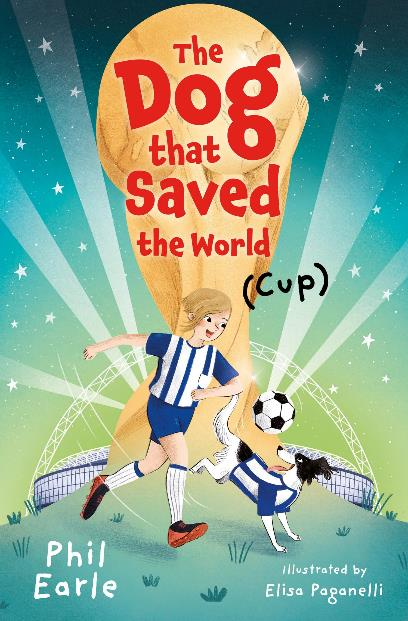 The
Dog
that
Saved
the World
(Cup)
Phil
Earle
Illustrated by
Elisa Paganelli